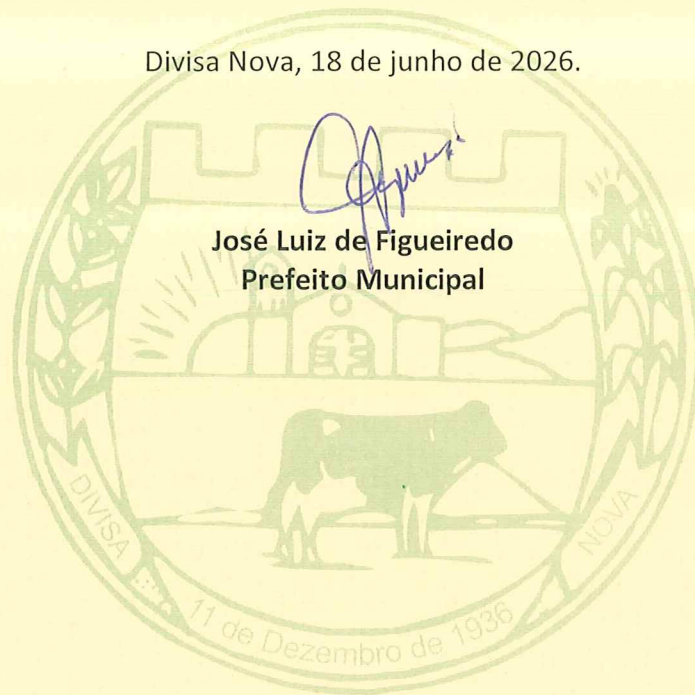 Divisa Nova, 18 de junho de 2026.
José Luiz de Figueiredo
Prefeito Municipal
DIVISA NOVA
11 de Dezembro de 1936